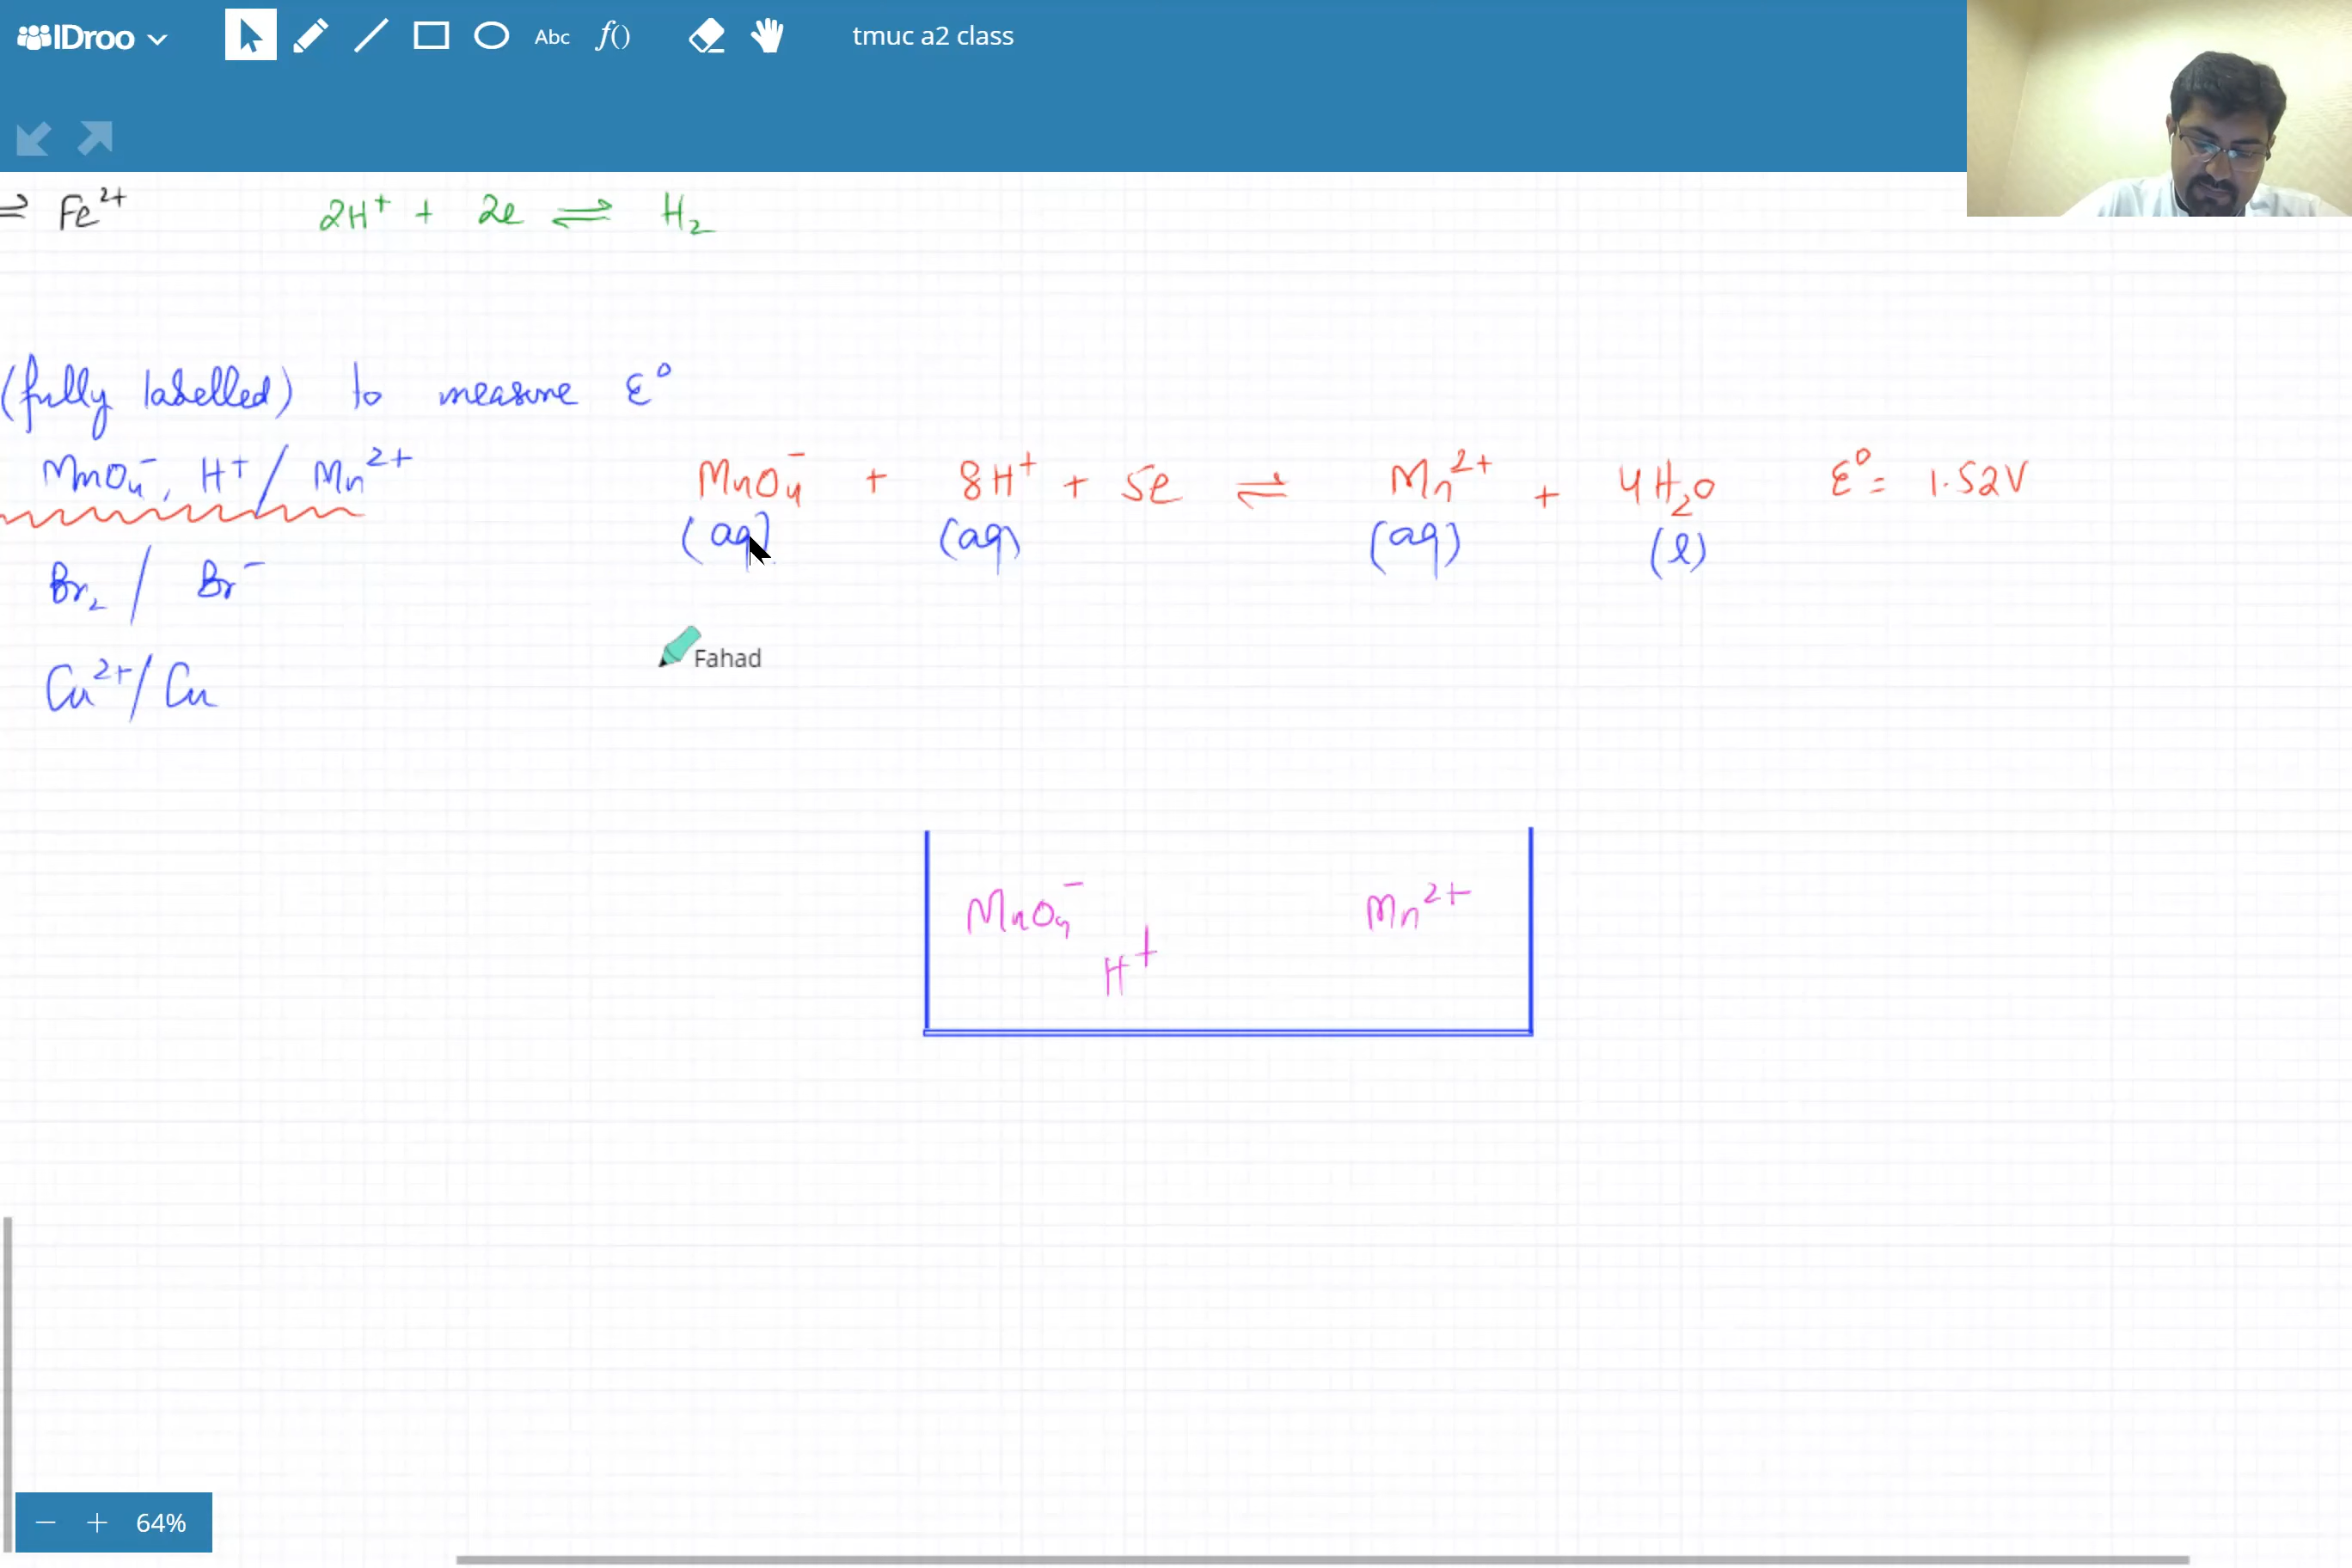 IDroo Abc f() tmuc a2 class
⇌ Fe²⁺ 2H⁺ + 2e ⇌ H₂
(fully labelled) to measure ε°
MnO₄⁻, H⁺ / Mn²⁺
MnO₄⁻ + 8H⁺ + 5e ⇌ Mn²⁺ + 4H₂O ε° = 1.52V
(aq) (aq) (aq) (l)
Br₂ / Br⁻
Fahad
Cu²⁺/Cu
MnO₄⁻ Mn²⁺
H⁺
− + 64%